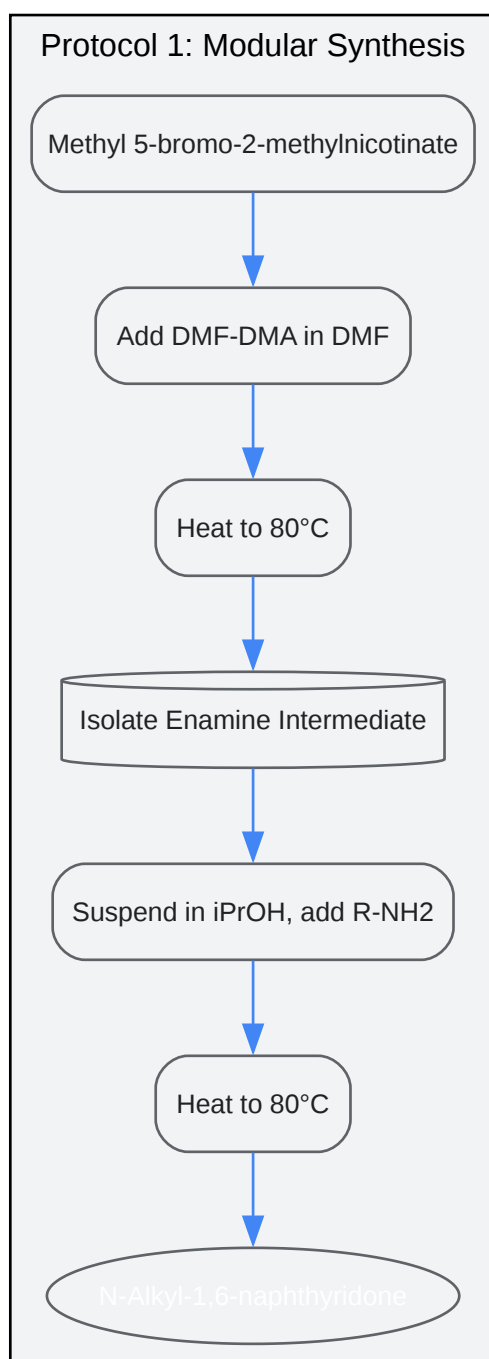 Protocol 1: Modular Synthesis
Methyl 5-bromo-2-methylnicotinate
Add DMF-DMA in DMF
Heat to 80°C
Isolate Enamine Intermediate
Suspend in iPrOH, add R-NH2
Heat to 80°C
N-Alkyl-1,6-naphthyridone